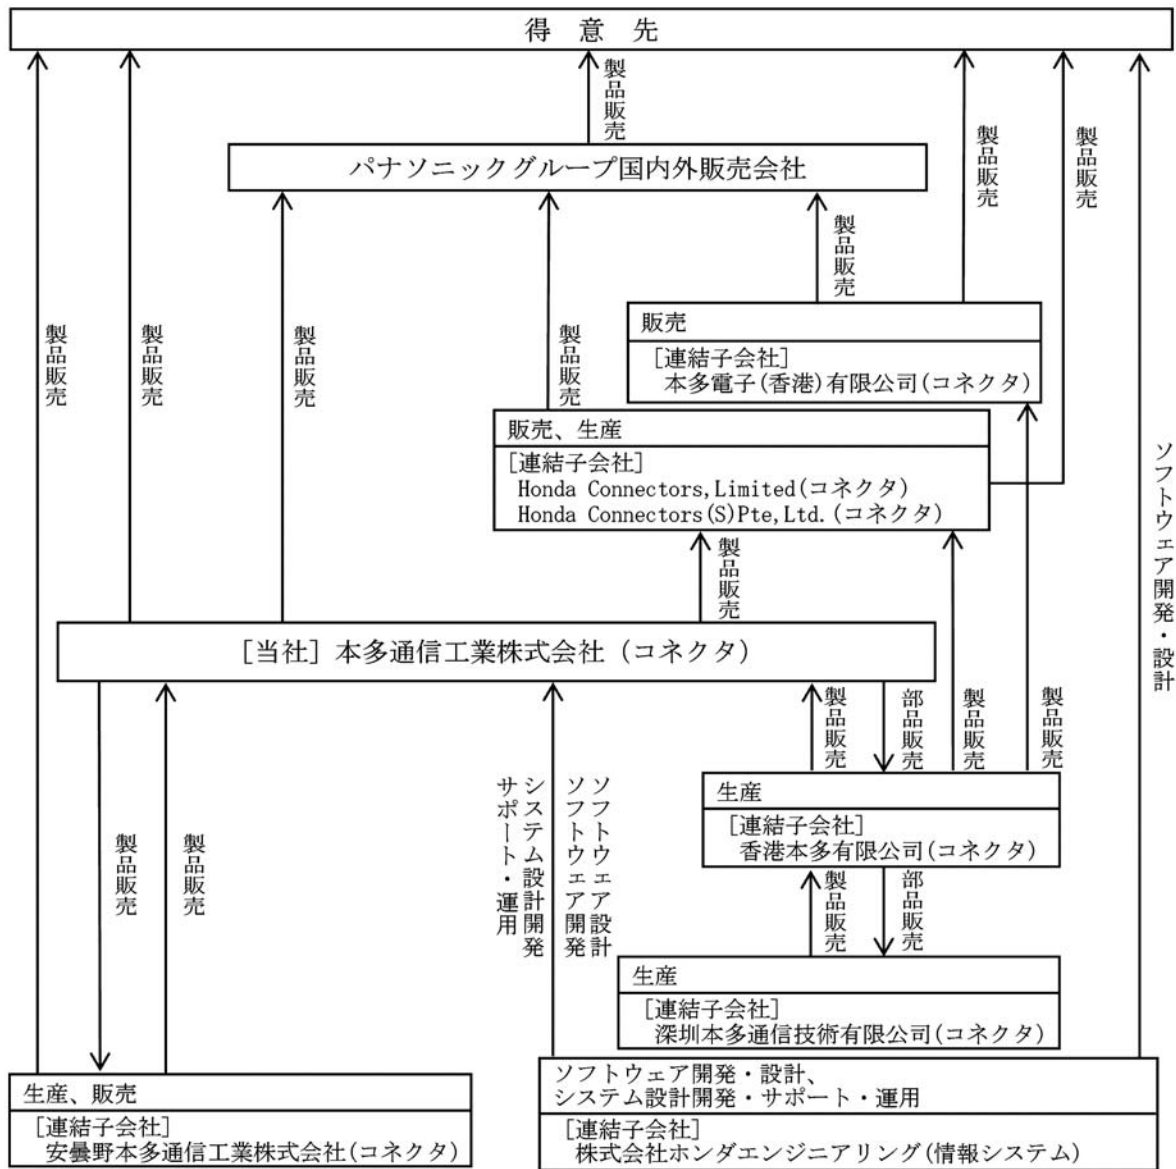 得意先
製品販売
パナソニックグループ国内外販売会社
製品販売
製品販売
製品販売
製品販売
製品販売
製品販売
製品販売
販売
[連結子会社]
本多電子(香港)有限公司(コネクタ)
製品販売
販売、生産
[連結子会社]
Honda Connectors,Limited(コネクタ)
Honda Connectors(S)Pte,Ltd.(コネクタ)
ソフトウェア開発・設計
製品販売
[当社]本多通信工業株式会社(コネクタ)
製品販売
部品販売
製品販売
製品販売
サポート・運用
システム設計開発
ソフトウェア開発
ソフトウェア設計
生産
[連結子会社]
香港本多有限公司(コネクタ)
製品販売
製品販売
製品販売
部品販売
生産
[連結子会社]
深圳本多通信技術有限公司(コネクタ)
生産、販売
[連結子会社]
安曇野本多通信工業株式会社(コネクタ)
ソフトウェア開発・設計、
システム設計開発・サポート・運用
[連結子会社]
株式会社ホンダエンジニアリング(情報システム)